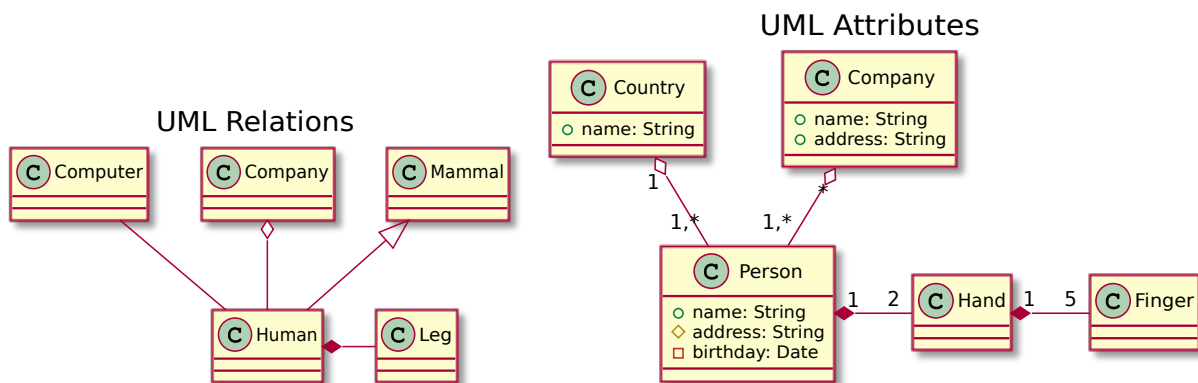 UML Relations
C Computer
C Company
C Mammal
C Human
C Leg
UML Attributes
C Country
name: String
C Company
name: String
address: String
1
*
1,*
1,*
C Person
name: String
address: String
birthday: Date
1
2
C Hand
1
5
C Finger